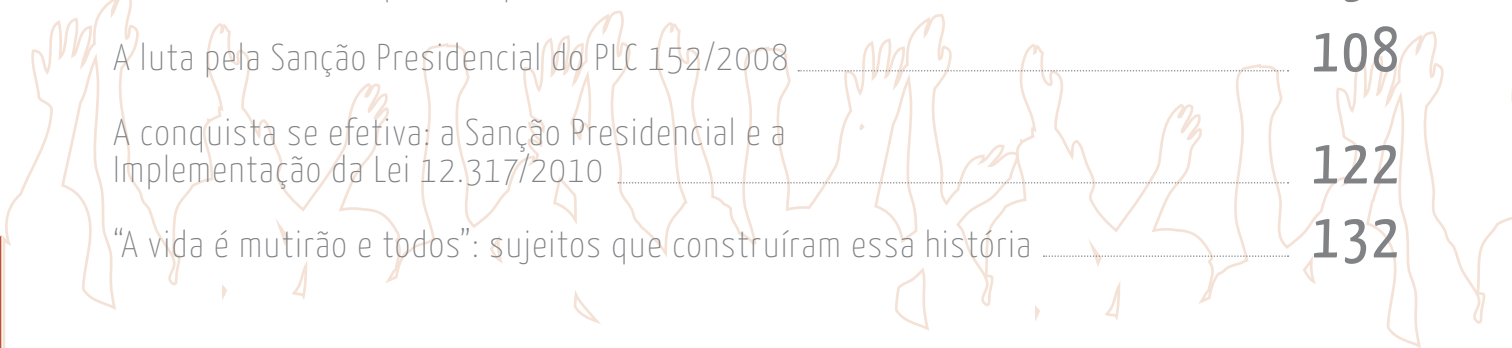 A luta pela Sanção Presidencial do PLC 152/2008 108
A conquista se efetiva: a Sanção Presidencial e a
Implementação da Lei 12.317/2010 122
“A vida é mutirão e todos”: sujeitos que construíram essa história 132